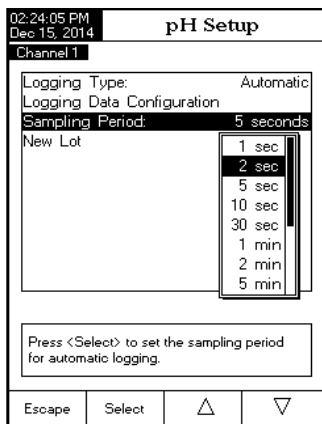 02:24:05 PM
Dec 15, 2014
pH Setup
Channel 1
Logging Type: Automatic
Logging Data Configuration
Sampling Period: 5 seconds
New Lot
1 sec
2 sec
5 sec
10 sec
30 sec
1 min
2 min
5 min
Press <Select> to set the sampling period
for automatic logging.
Escape Select △ ▽